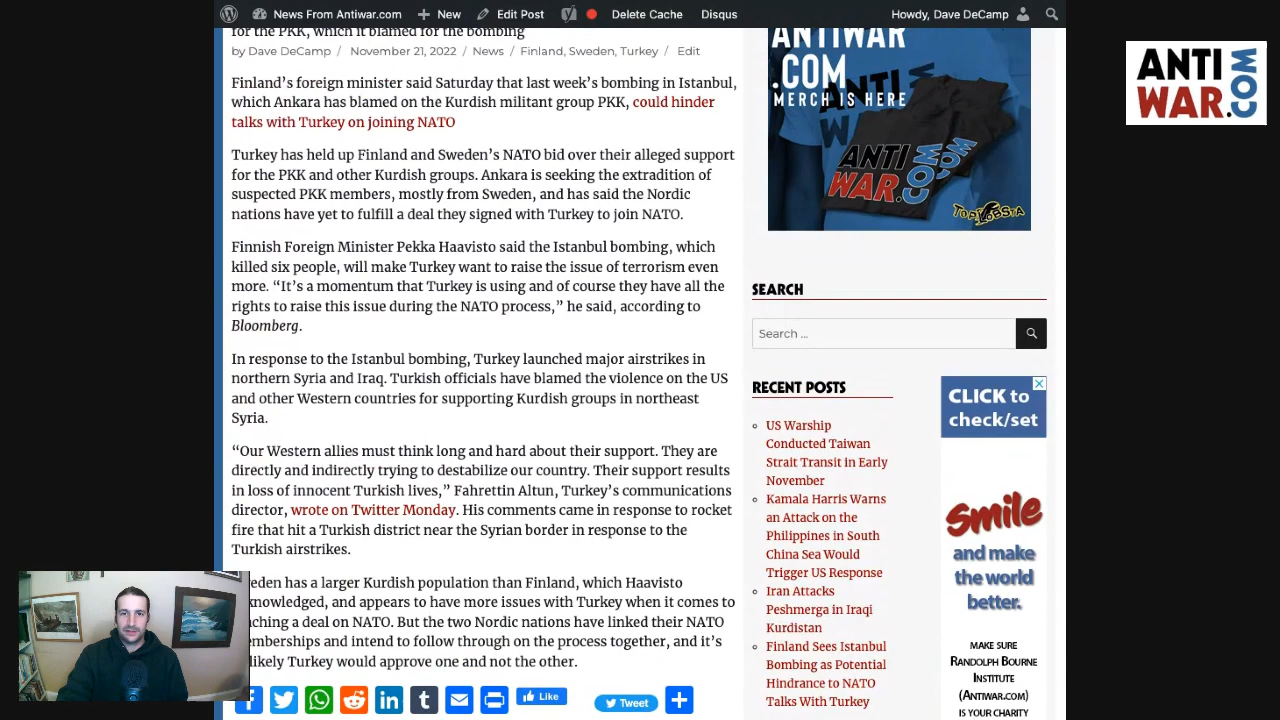 News From Antiwar.com
New
Edit Post
Delete Cache
Disqus
Howdy, Dave DeCamp
for the PKK, which it blamed for the bombing
by Dave DeCamp / November 21, 2022 / News / Finland, Sweden, Turkey / Edit
Finland’s foreign minister said Saturday that last week’s bombing in Istanbul,
which Ankara has blamed on the Kurdish militant group PKK, could hinder
talks with Turkey on joining NATO
Turkey has held up Finland and Sweden’s NATO bid over their alleged support
for the PKK and other Kurdish groups. Ankara is seeking the extradition of
suspected PKK members, mostly from Sweden, and has said the Nordic
nations have yet to fulfill a deal they signed with Turkey to join NATO.
Finnish Foreign Minister Pekka Haavisto said the Istanbul bombing, which
killed six people, will make Turkey want to raise the issue of terrorism even
more. “It’s a momentum that Turkey is using and of course they have all the
rights to raise this issue during the NATO process,” he said, according to
Bloomberg.
In response to the Istanbul bombing, Turkey launched major airstrikes in
northern Syria and Iraq. Turkish officials have blamed the violence on the US
and other Western countries for supporting Kurdish groups in northeast
Syria.
“Our Western allies must think long and hard about their support. They are
directly and indirectly trying to destabilize our country. Their support results
in loss of innocent Turkish lives,” Fahrettin Altun, Turkey’s communications
director, wrote on Twitter Monday. His comments came in response to rocket
fire that hit a Turkish district near the Syrian border in response to the
Turkish airstrikes.
eden has a larger Kurdish population than Finland, which Haavisto
knowledged, and appears to have more issues with Turkey when it comes to
ching a deal on NATO. But the two Nordic nations have linked their NATO
emberships and intend to follow through on the process together, and it’s
likely Turkey would approve one and not the other.
Like
Tweet
ANTIWAR
.COM
MERCH IS HERE
ANTI
WAR.COM
TOPLOBSTA
SEARCH
Search ...
RECENT POSTS
US Warship
Conducted Taiwan
Strait Transit in Early
November
Kamala Harris Warns
an Attack on the
Philippines in South
China Sea Would
Trigger US Response
Iran Attacks
Peshmerga in Iraqi
Kurdistan
Finland Sees Istanbul
Bombing as Potential
Hindrance to NATO
Talks With Turkey
CLICK to
check/set
smile
and make
the world
better.
MAKE SURE
RANDOLPH BOURNE
INSTITUTE
(ANTIWAR.COM)
IS YOUR CHARITY
ANTI
WAR.COM